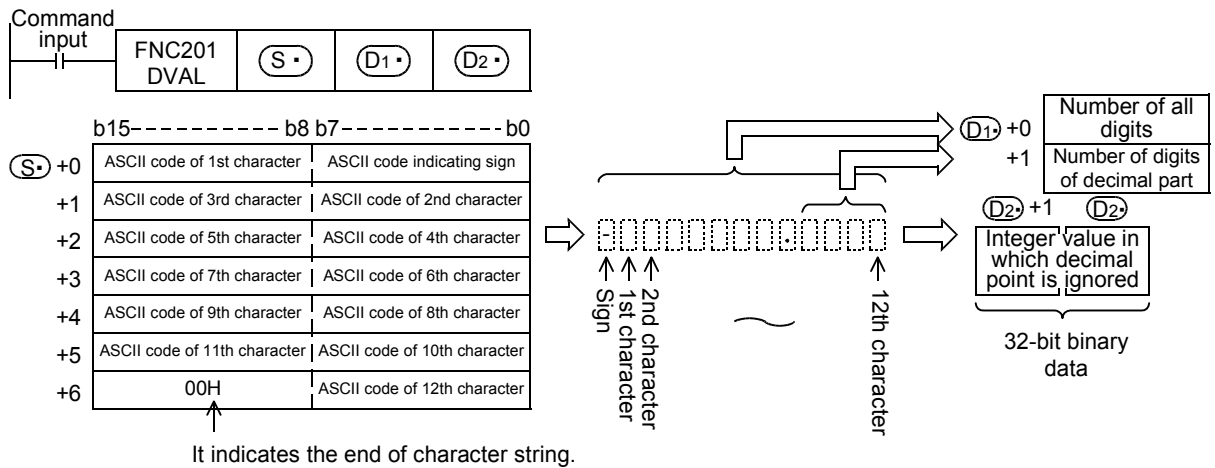 Command
input
FNC201
DVAL
S・
D1・
D2・
b15 b8 b7 b0
S・ +0
ASCII code of 1st character
ASCII code indicating sign
+1
ASCII code of 3rd character
ASCII code of 2nd character
+2
ASCII code of 5th character
ASCII code of 4th character
+3
ASCII code of 7th character
ASCII code of 6th character
+4
ASCII code of 9th character
ASCII code of 8th character
+5
ASCII code of 11th character
ASCII code of 10th character
+6
00H
ASCII code of 12th character
It indicates the end of character string.
-
.
Sign
1st character
2nd character
12th character
D1・ +0
Number of all
digits
+1
Number of digits
of decimal part
D2・ +1 D2・
Integer value in
which decimal
point is ignored
32-bit binary
data